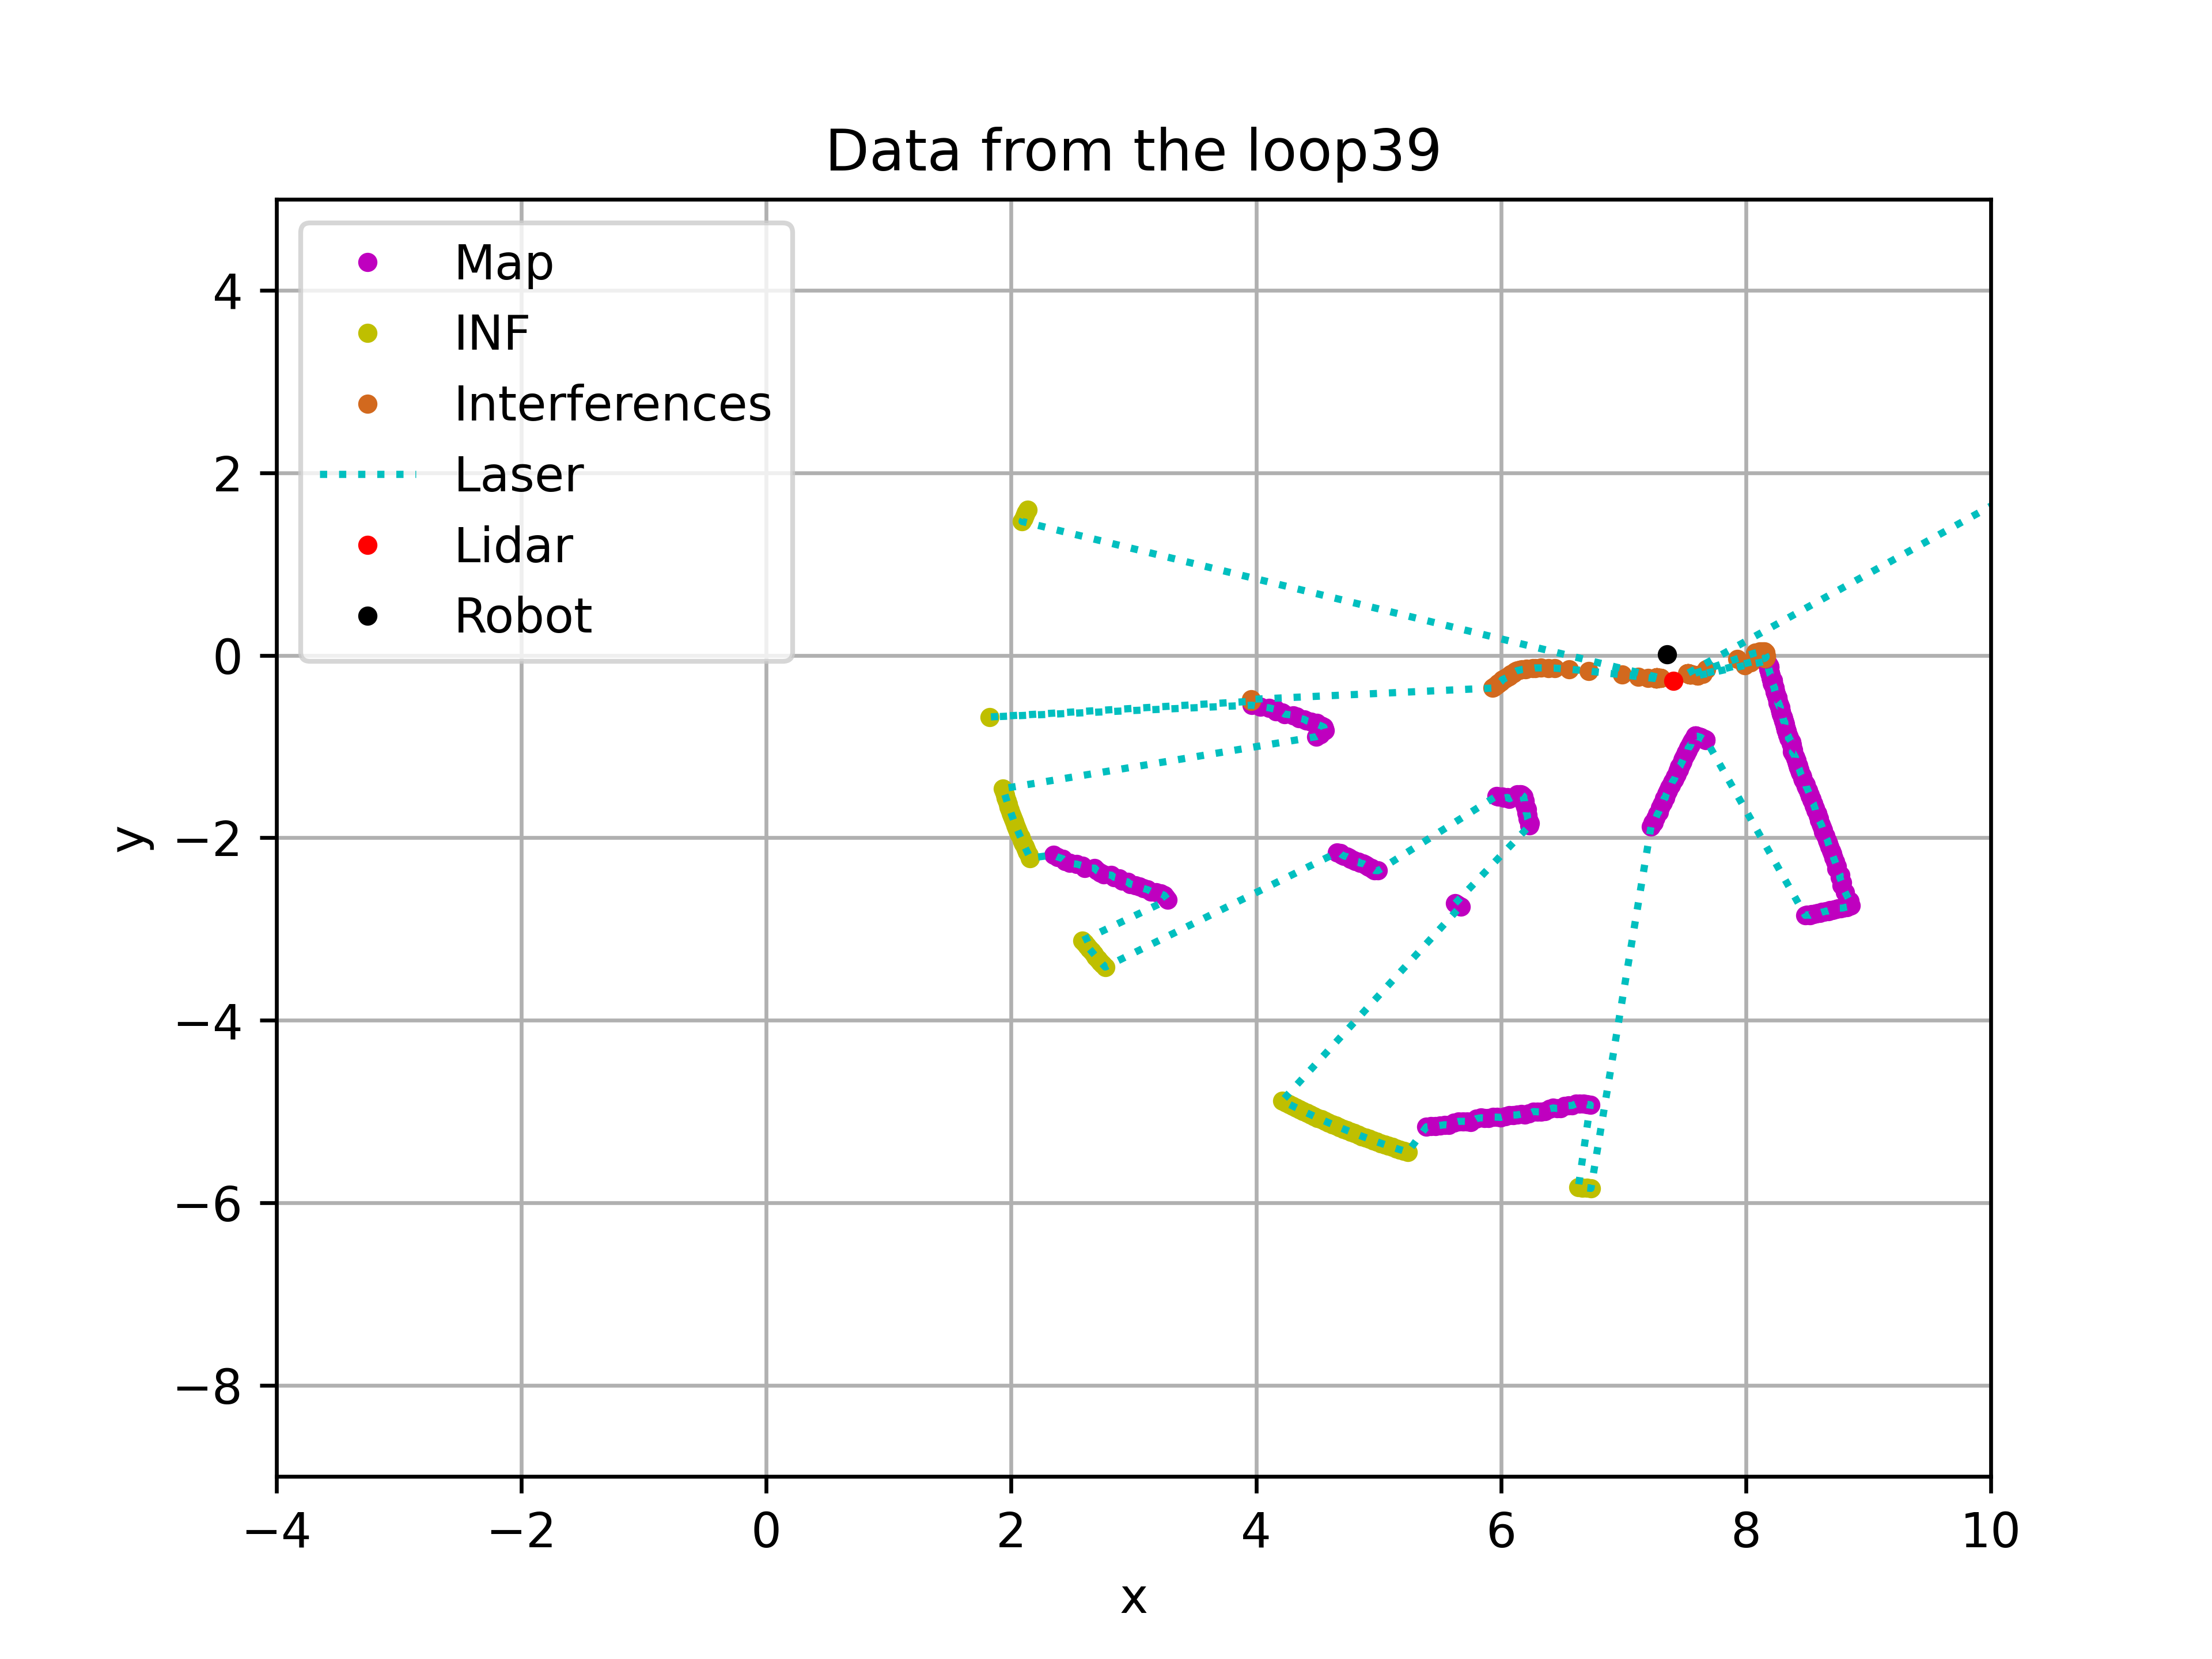 Data from the loop39
Map
INF
Interferences
Laser
Lidar
Robot
4
2
0
−2
−4
−6
−8
y
−4 −2 0 2 4 6 8 10
x